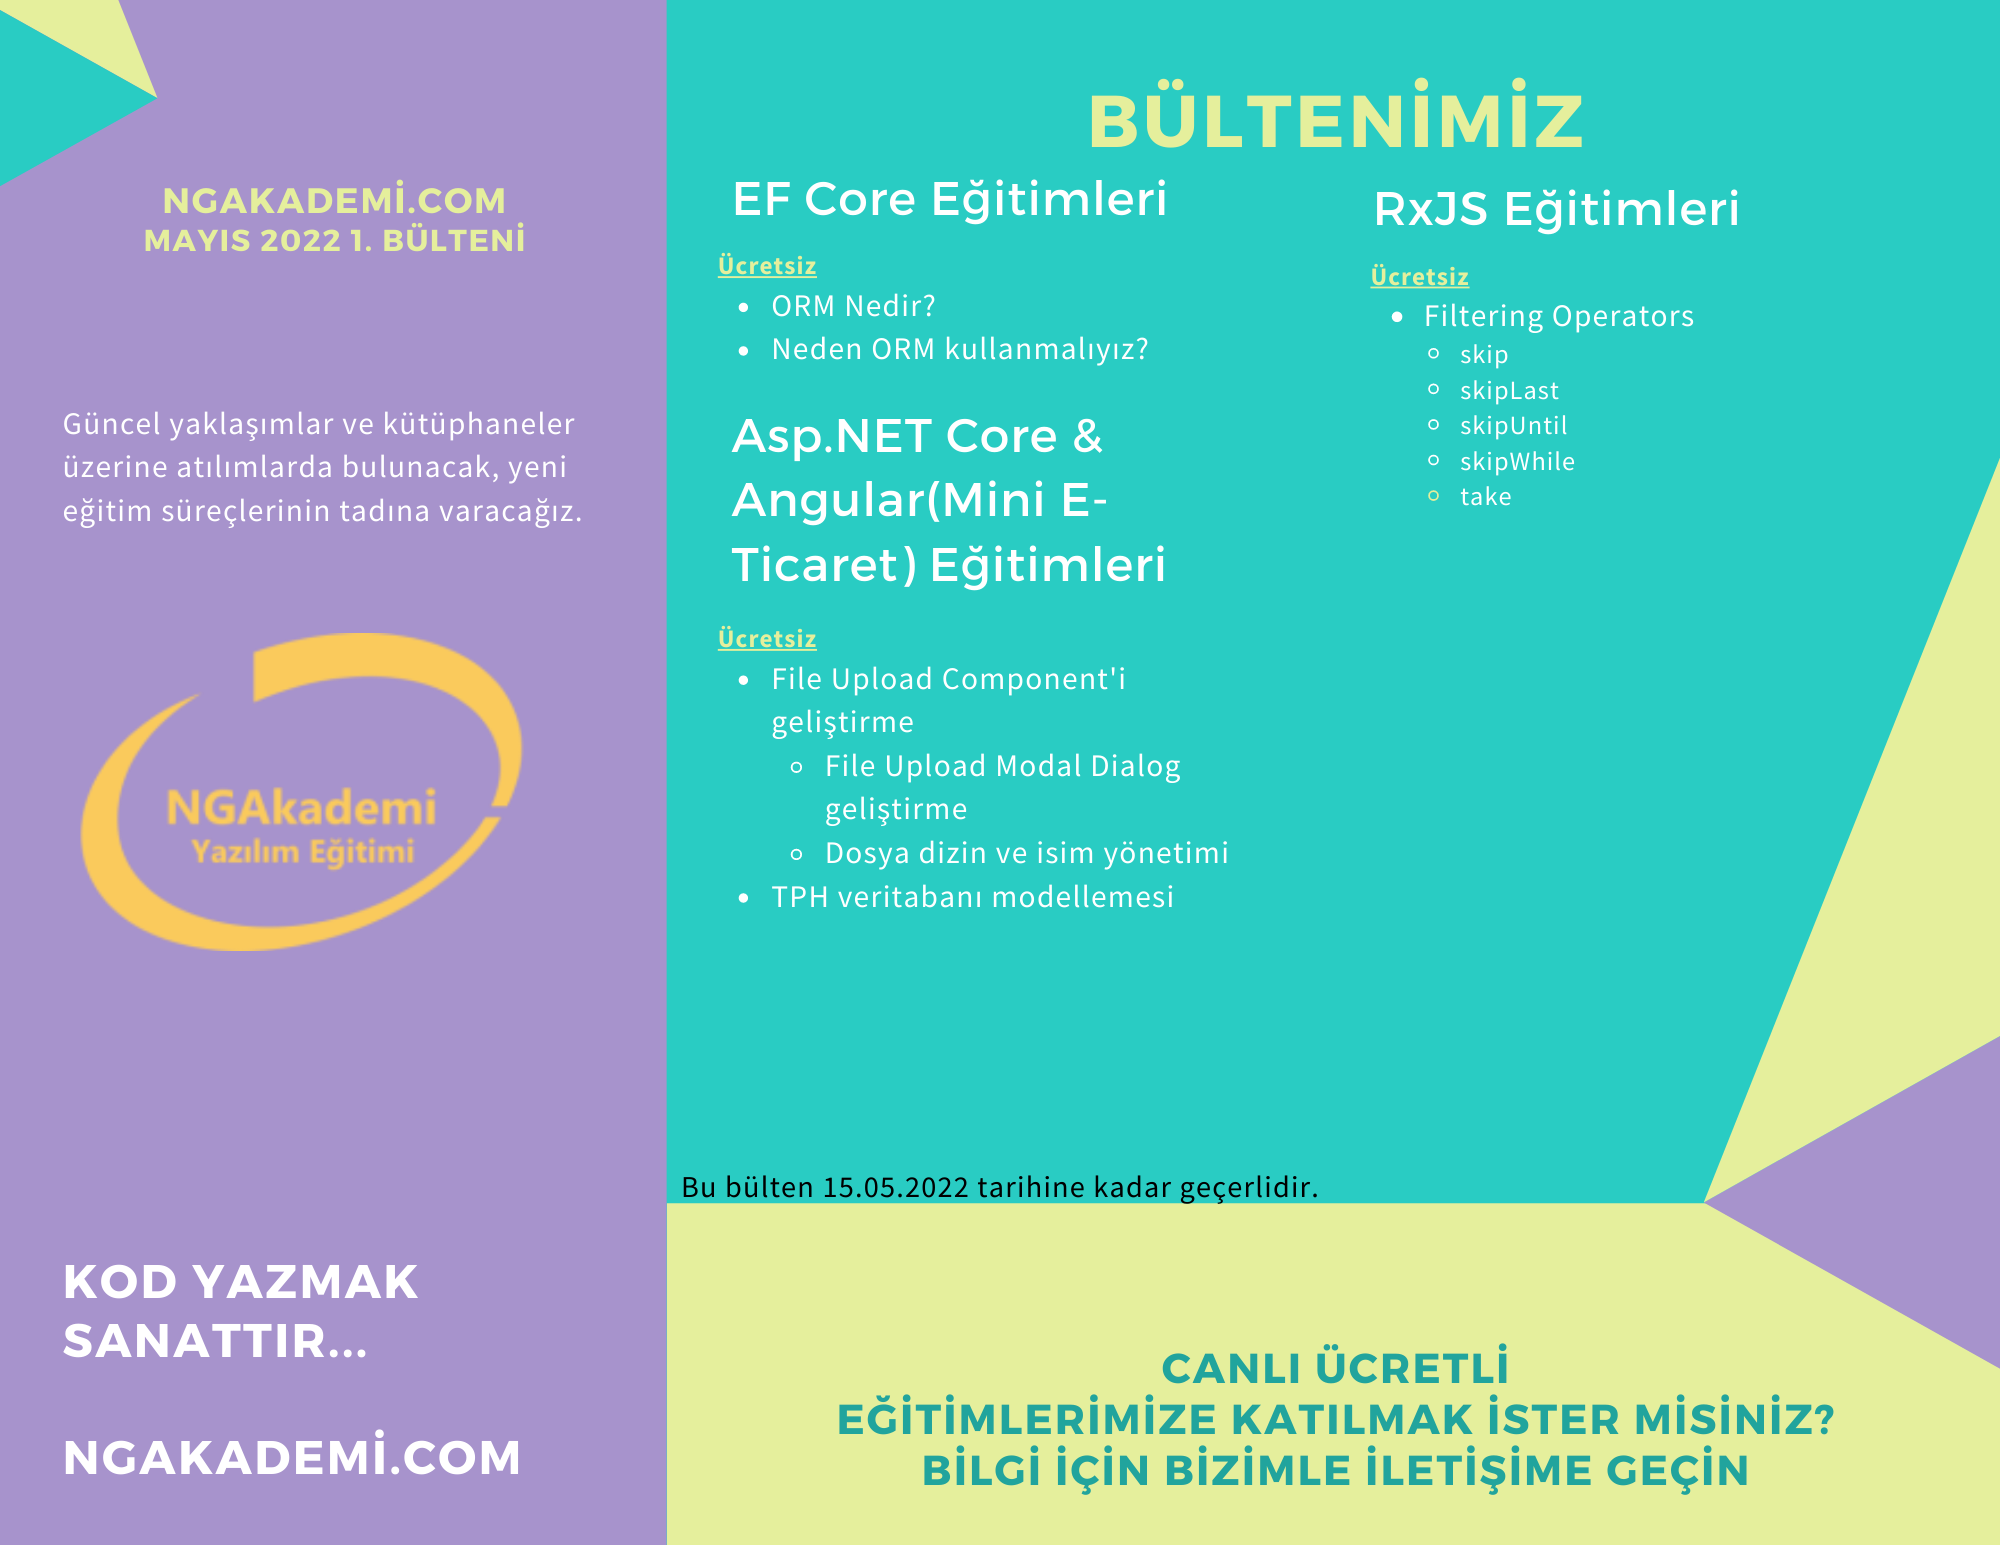 NGAKADEMİ.COM
MAYIS 2022 1. BÜLTENİ
Güncel yaklaşımlar ve kütüphaneler
üzerine atılımlarda bulunacak, yeni
eğitim süreçlerinin tadına varacağız.
NGAkademi
Yazılım Eğitimi
KOD YAZMAK
SANATTIR...
NGAKADEMİ.COM
BÜLTENİMİZ
EF Core Eğitimleri
Ücretsiz
• ORM Nedir?
• Neden ORM kullanmalıyız?
Asp.NET Core &
Angular(Mini E-
Ticaret) Eğitimleri
Ücretsiz
• File Upload Component'i
geliştirme
○ File Upload Modal Dialog
geliştirme
○ Dosya dizin ve isim yönetimi
• TPH veritabanı modellemesi
RxJS Eğitimleri
Ücretsiz
• Filtering Operators
○ skip
○ skipLast
○ skipUntil
○ skipWhile
○ take
Bu bülten 15.05.2022 tarihine kadar geçerlidir.
CANLI ÜCRETLİ
EĞİTİMLERİMİZE KATILMAK İSTER MİSİNİZ?
BİLGİ İÇİN BİZİMLE İLETİŞİME GEÇİN